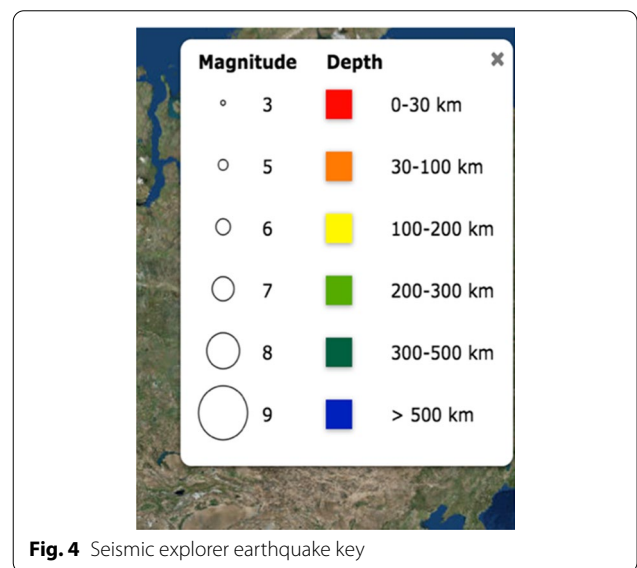 Magnitude Depth ×
3 0-30 km
5 30-100 km
6 100-200 km
7 200-300 km
8 300-500 km
9 > 500 km
Fig. 4 Seismic explorer earthquake key